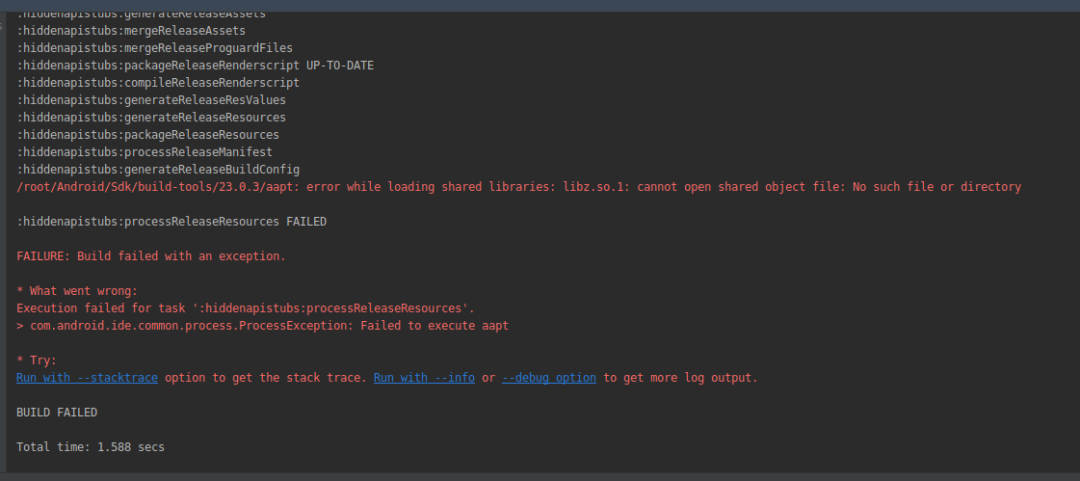 :hiddenapistubs:generateReleaseAssets
:hiddenapistubs:mergeReleaseAssets
:hiddenapistubs:mergeReleaseProguardFiles
:hiddenapistubs:packageReleaseRenderscript UP-TO-DATE
:hiddenapistubs:compileReleaseRenderscript
:hiddenapistubs:generateReleaseResValues
:hiddenapistubs:generateReleaseResources
:hiddenapistubs:packageReleaseResources
:hiddenapistubs:processReleaseManifest
:hiddenapistubs:generateReleaseBuildConfig
/root/Android/Sdk/build-tools/23.0.3/aapt: error while loading shared libraries: libz.so.1: cannot open shared object file: No such file or directory
:hiddenapistubs:processReleaseResources FAILED
FAILURE: Build failed with an exception.
* What went wrong:
Execution failed for task ':hiddenapistubs:processReleaseResources'.
> com.android.ide.common.process.ProcessException: Failed to execute aapt
* Try:
Run with --stacktrace option to get the stack trace. Run with --info or --debug option to get more log output.
BUILD FAILED
Total time: 1.588 secs